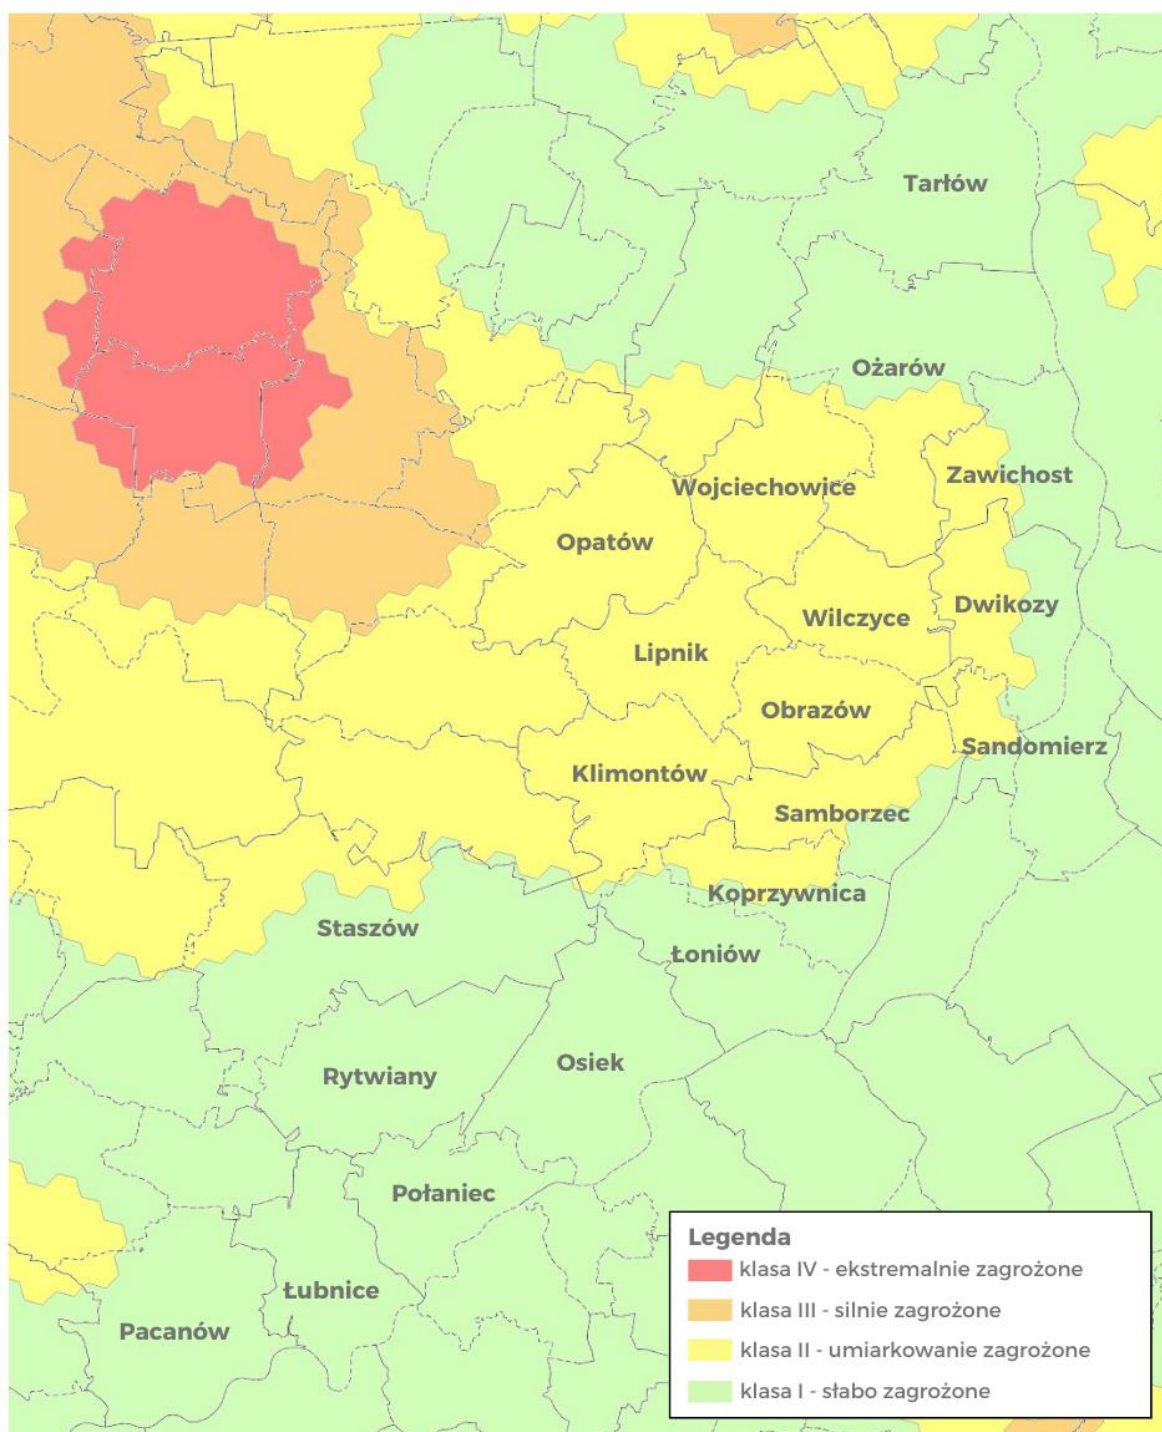 Tarłów
Ożarów
Zawichost
Wojciechowice
Opatów
Dwikozy
Wilczyce
Lipnik
Obrazów
Sandomierz
Klimontów
Samborzec
Koprzywnica
Staszów
Łoniów
Osiek
Rytwiany
Połaniec
Łubnice
Pacanów
Legenda
klasa IV - ekstremalnie zagrożone
klasa III - silnie zagrożone
klasa II - umiarkowanie zagrożone
klasa I - słabo zagrożone